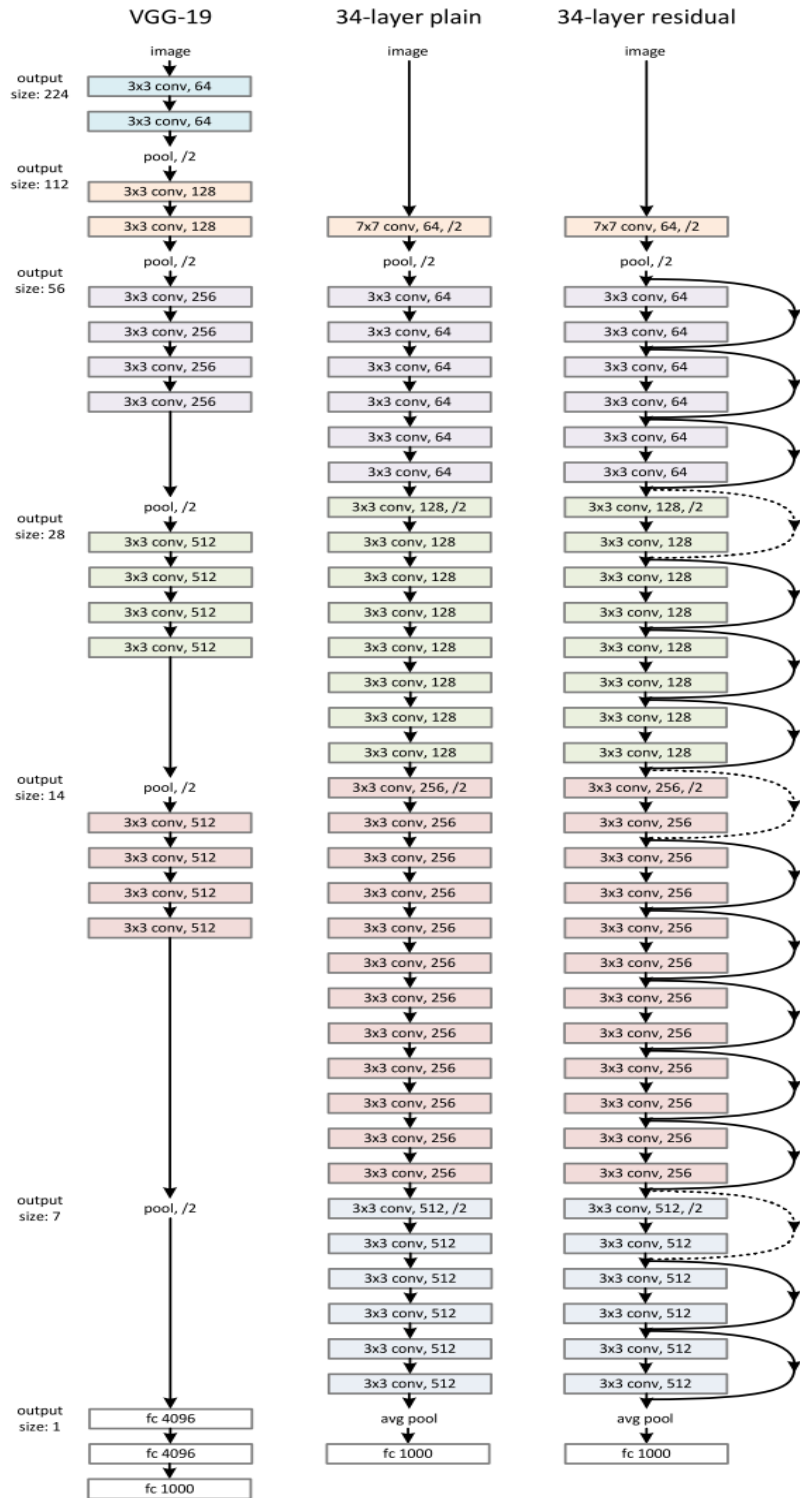 output
size: 224
output
size: 112
output
size: 56
output
size: 28
output
size: 14
output
size: 7
output
size: 1
VGG-19
image
3x3 conv, 64
3x3 conv, 64
pool, /2
3x3 conv, 128
3x3 conv, 128
pool, /2
3x3 conv, 256
3x3 conv, 256
3x3 conv, 256
3x3 conv, 256
pool, /2
3x3 conv, 512
3x3 conv, 512
3x3 conv, 512
3x3 conv, 512
pool, /2
3x3 conv, 512
3x3 conv, 512
3x3 conv, 512
3x3 conv, 512
pool, /2
fc 4096
fc 4096
fc 1000
34-layer plain
image
7x7 conv, 64, /2
pool, /2
3x3 conv, 64
3x3 conv, 64
3x3 conv, 64
3x3 conv, 64
3x3 conv, 64
3x3 conv, 64
3x3 conv, 128, /2
3x3 conv, 128
3x3 conv, 128
3x3 conv, 128
3x3 conv, 128
3x3 conv, 128
3x3 conv, 128
3x3 conv, 128
3x3 conv, 256, /2
3x3 conv, 256
3x3 conv, 256
3x3 conv, 256
3x3 conv, 256
3x3 conv, 256
3x3 conv, 256
3x3 conv, 256
3x3 conv, 256
3x3 conv, 256
3x3 conv, 256
3x3 conv, 256
3x3 conv, 512, /2
3x3 conv, 512
3x3 conv, 512
3x3 conv, 512
3x3 conv, 512
3x3 conv, 512
avg pool
fc 1000
34-layer residual
image
7x7 conv, 64, /2
pool, /2
3x3 conv, 64
3x3 conv, 64
3x3 conv, 64
3x3 conv, 64
3x3 conv, 64
3x3 conv, 64
3x3 conv, 128, /2
3x3 conv, 128
3x3 conv, 128
3x3 conv, 128
3x3 conv, 128
3x3 conv, 128
3x3 conv, 128
3x3 conv, 128
3x3 conv, 256, /2
3x3 conv, 256
3x3 conv, 256
3x3 conv, 256
3x3 conv, 256
3x3 conv, 256
3x3 conv, 256
3x3 conv, 256
3x3 conv, 256
3x3 conv, 256
3x3 conv, 256
3x3 conv, 256
3x3 conv, 512, /2
3x3 conv, 512
3x3 conv, 512
3x3 conv, 512
3x3 conv, 512
3x3 conv, 512
avg pool
fc 1000